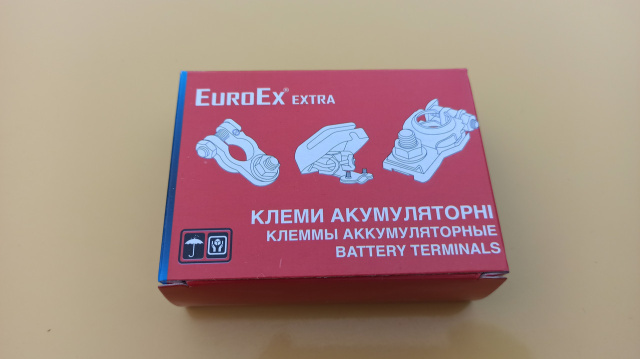 EUROEX® EXTRA
КЛЕМИ АКУМУЛЯТОРНІ
КЛЕММЫ АККУМУЛЯТОРНЫЕ
BATTERY TERMINALS